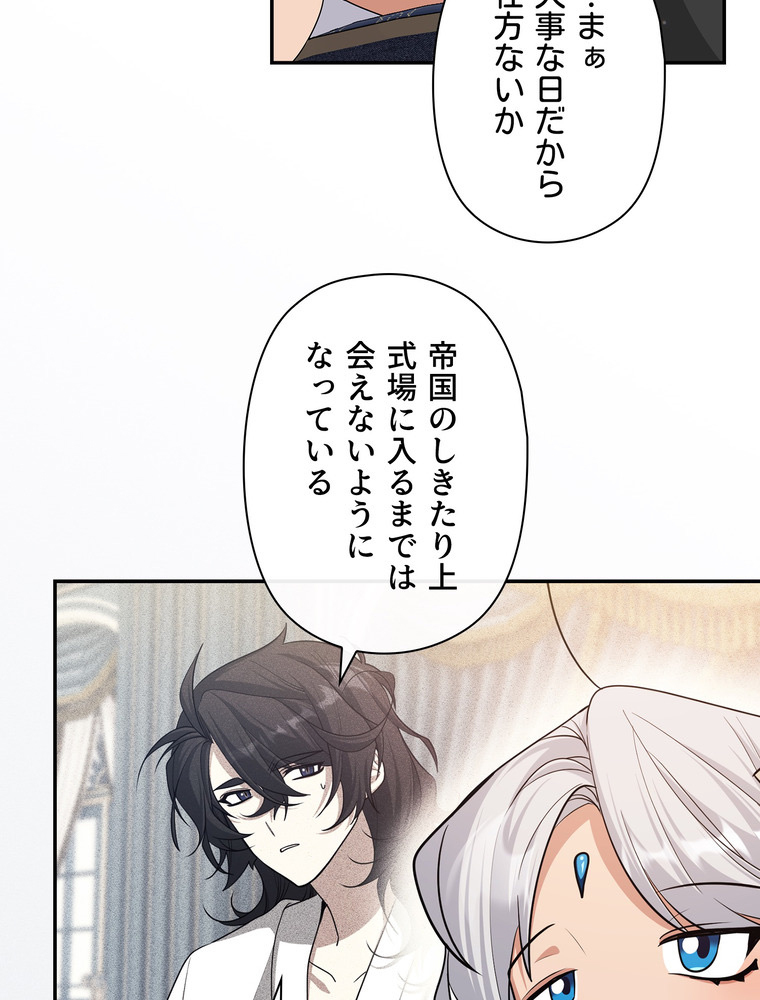 まぁ
大事な日だから
仕方ないか
帝国のしきたり上
式場に入るまでは
会えないように
なっている